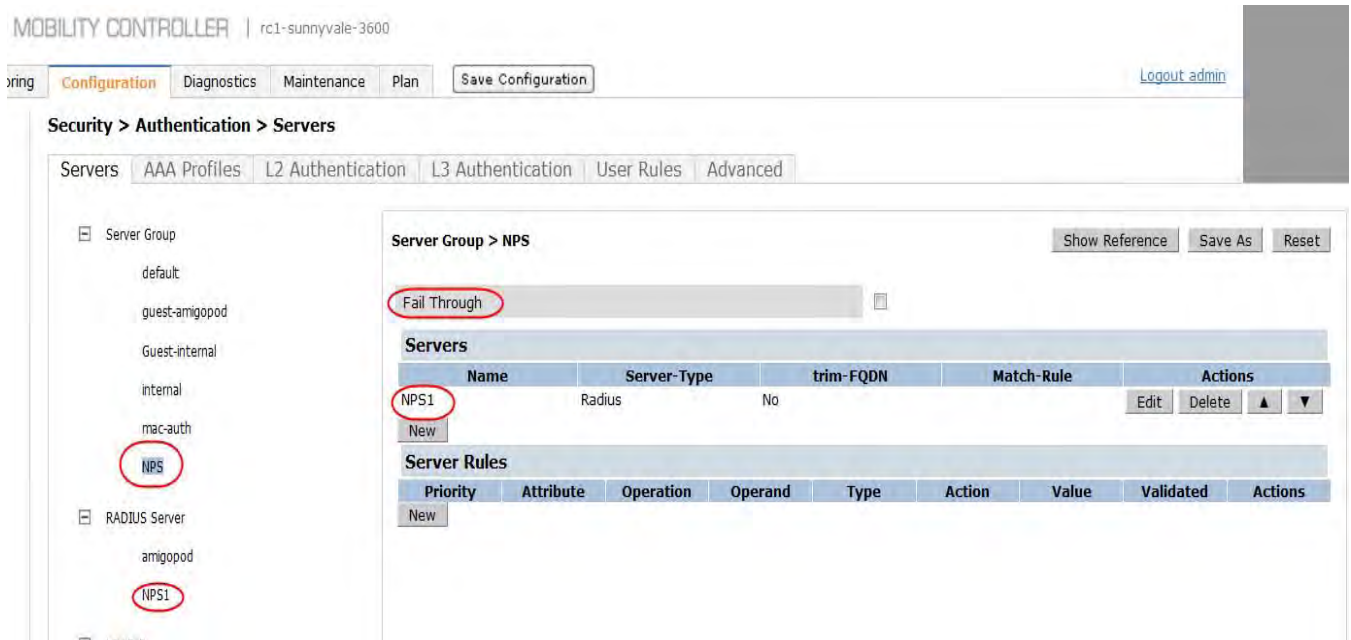 MOBILITY CONTROLLER | rc1-sunnyvale-3600
oring Configuration Diagnostics Maintenance Plan Save Configuration Logout admin
Security > Authentication > Servers
Servers AAA Profiles L2 Authentication L3 Authentication User Rules Advanced
Server Group
default
guest-amigopod
Guest-internal
internal
mac-auth
NPS
RADIUS Server
amigopod
NPS1
Server Group > NPS Show Reference Save As Reset
Fail Through
Servers
Name Server-Type trim-FQDN Match-Rule Actions
NPS1 Radius No Edit Delete ▲ ▼
New
Server Rules
Priority Attribute Operation Operand Type Action Value Validated Actions
New